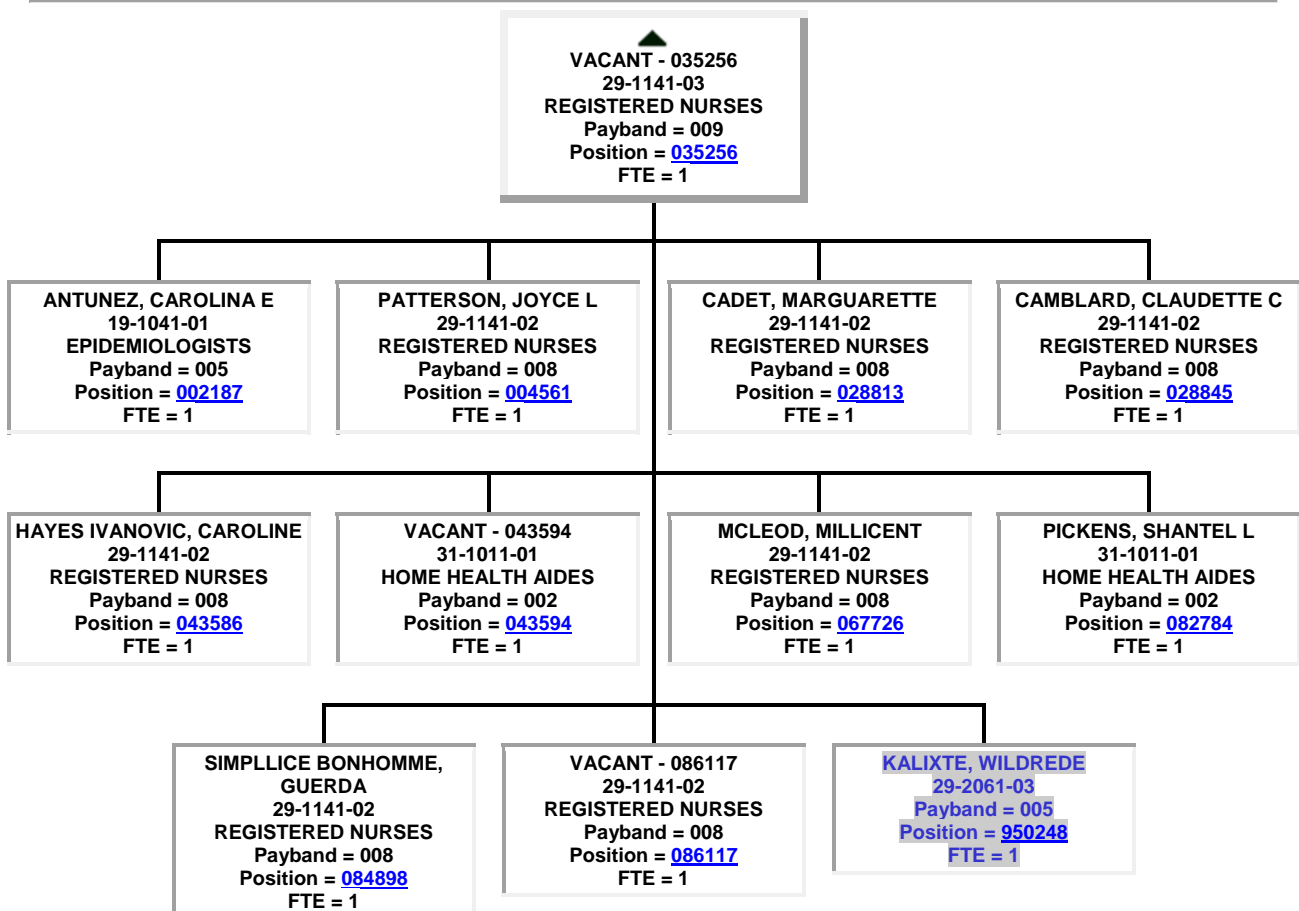 VACANT - 035256
29-1141-03
REGISTERED NURSES
Payband = 009
Position = 035256
FTE = 1
ANTUNEZ, CAROLINA E
19-1041-01
EPIDEMIOLOGISTS
Payband = 005
Position = 002187
FTE = 1
PATTERSON, JOYCE L
29-1141-02
REGISTERED NURSES
Payband = 008
Position = 004561
FTE = 1
CADET, MARGUARETTE
29-1141-02
REGISTERED NURSES
Payband = 008
Position = 028813
FTE = 1
CAMBLARD, CLAUDETTE C
29-1141-02
REGISTERED NURSES
Payband = 008
Position = 028845
FTE = 1
HAYES IVANOVIC, CAROLINE
29-1141-02
REGISTERED NURSES
Payband = 008
Position = 043586
FTE = 1
VACANT - 043594
31-1011-01
HOME HEALTH AIDES
Payband = 002
Position = 043594
FTE = 1
MCLEOD, MILLICENT
29-1141-02
REGISTERED NURSES
Payband = 008
Position = 067726
FTE = 1
PICKENS, SHANTEL L
31-1011-01
HOME HEALTH AIDES
Payband = 002
Position = 082784
FTE = 1
SIMPLLICE BONHOMME,
GUERDA
29-1141-02
REGISTERED NURSES
Payband = 008
Position = 084898
FTE = 1
VACANT - 086117
29-1141-02
REGISTERED NURSES
Payband = 008
Position = 086117
FTE = 1
KALIXTE, WILDREDE
29-2061-03
Payband = 005
Position = 950248
FTE = 1